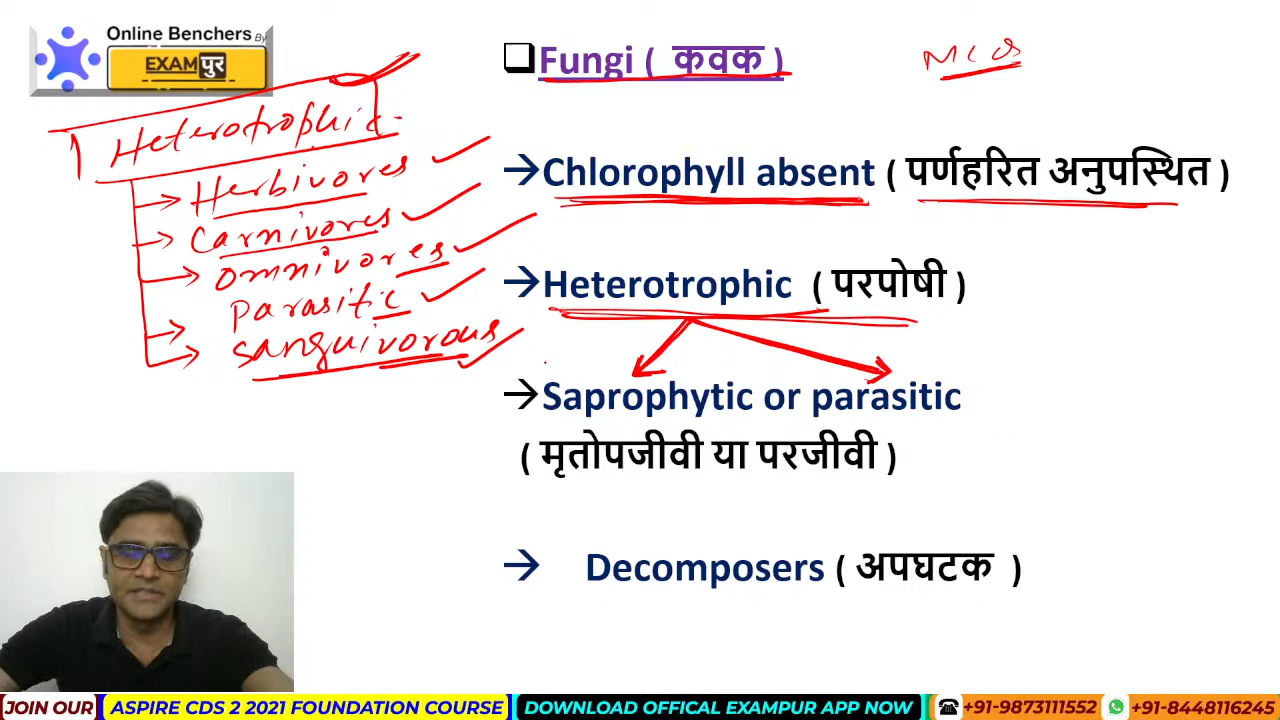 Online Benchers By
EXAMपुर
Heterotrophic
Herbivores
Carnivores
Omnivores
Parasitic
Sanguivorous
Fungi ( कवक )
MCQ
Chlorophyll absent ( पर्णहरित अनुपस्थित )
Heterotrophic ( परपोषी )
Saprophytic or parasitic
( मृतोपजीवी या परजीवी )
Decomposers ( अपघटक )
JOIN OUR ASPIRE CDS 2 2021 FOUNDATION COURSE DOWNLOAD OFFICAL EXAMPUR APP NOW +91-9873111552 +91-8448116245